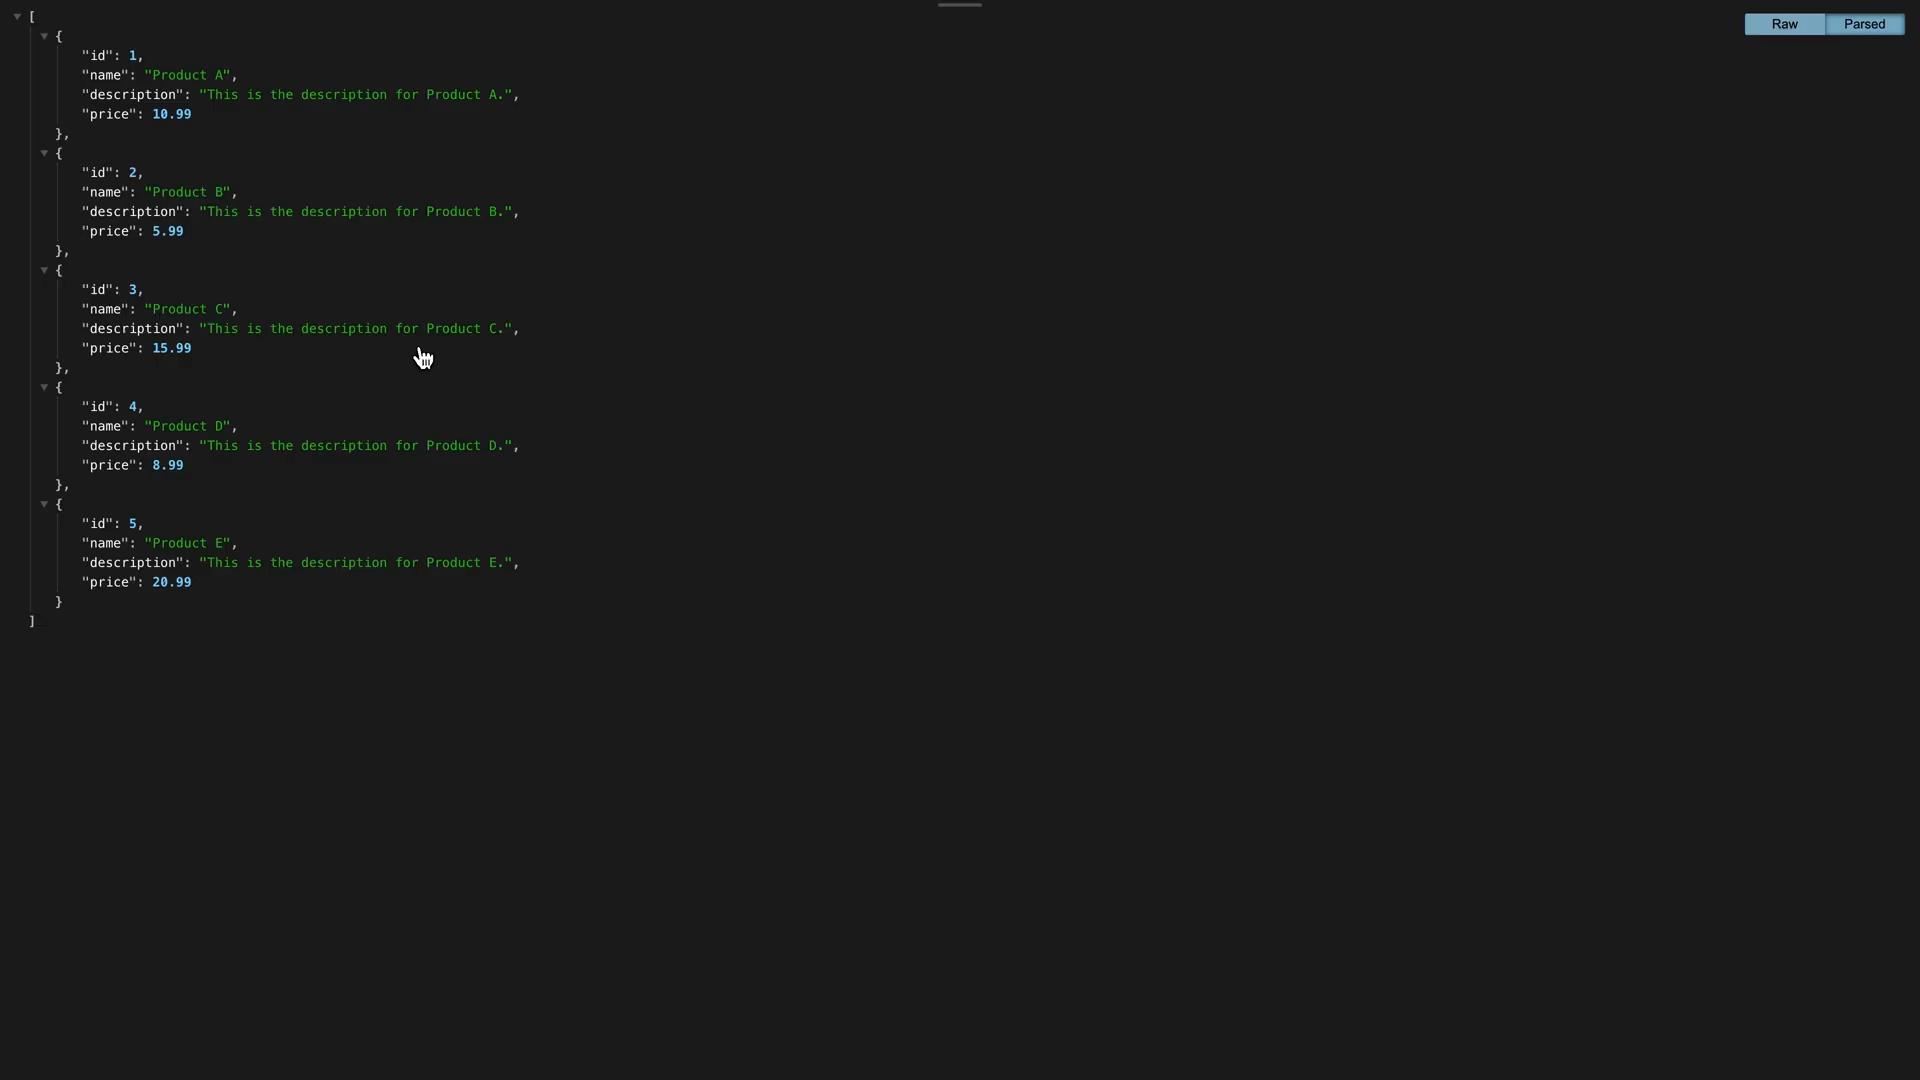 [
{
"id": 1,
"name": "Product A",
"description": "This is the description for Product A.",
"price": 10.99
},
{
"id": 2,
"name": "Product B",
"description": "This is the description for Product B.",
"price": 5.99
},
{
"id": 3,
"name": "Product C",
"description": "This is the description for Product C.",
"price": 15.99
},
{
"id": 4,
"name": "Product D",
"description": "This is the description for Product D.",
"price": 8.99
},
{
"id": 5,
"name": "Product E",
"description": "This is the description for Product E.",
"price": 20.99
}
]
Raw Parsed